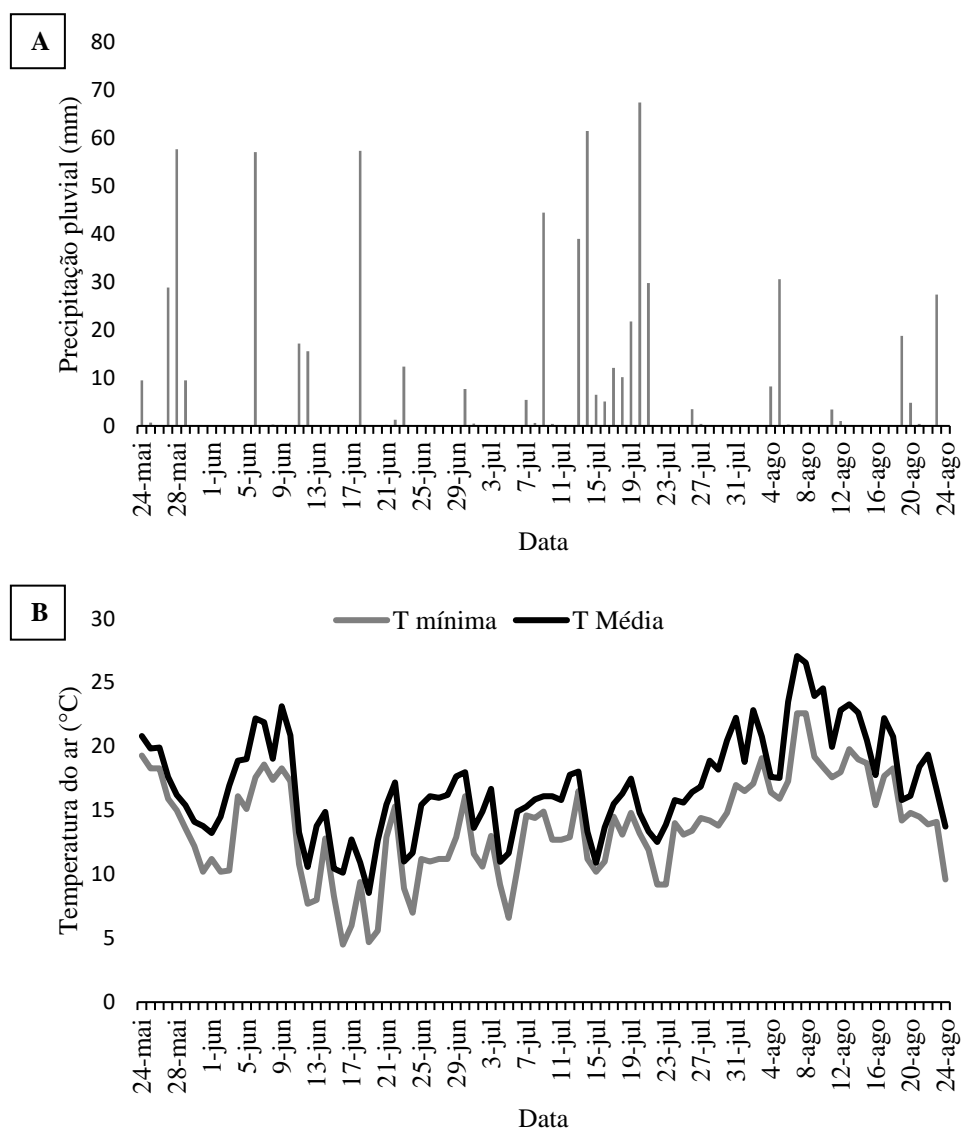 A
80
70
60
50
40
30
20
10
0
Precipitação pluvial (mm)
24-mai
28-mai
1-jun
5-jun
9-jun
13-jun
17-jun
21-jun
25-jun
29-jun
3-jul
7-jul
11-jul
15-jul
19-jul
23-jul
27-jul
31-jul
4-ago
8-ago
12-ago
16-ago
20-ago
24-ago
Data
B
T mínima T Média
30
25
20
15
10
5
0
Temperatura do ar (°C)
24-mai
28-mai
1-jun
5-jun
9-jun
13-jun
17-jun
21-jun
25-jun
29-jun
3-jul
7-jul
11-jul
15-jul
19-jul
23-jul
27-jul
31-jul
4-ago
8-ago
12-ago
16-ago
20-ago
24-ago
Data